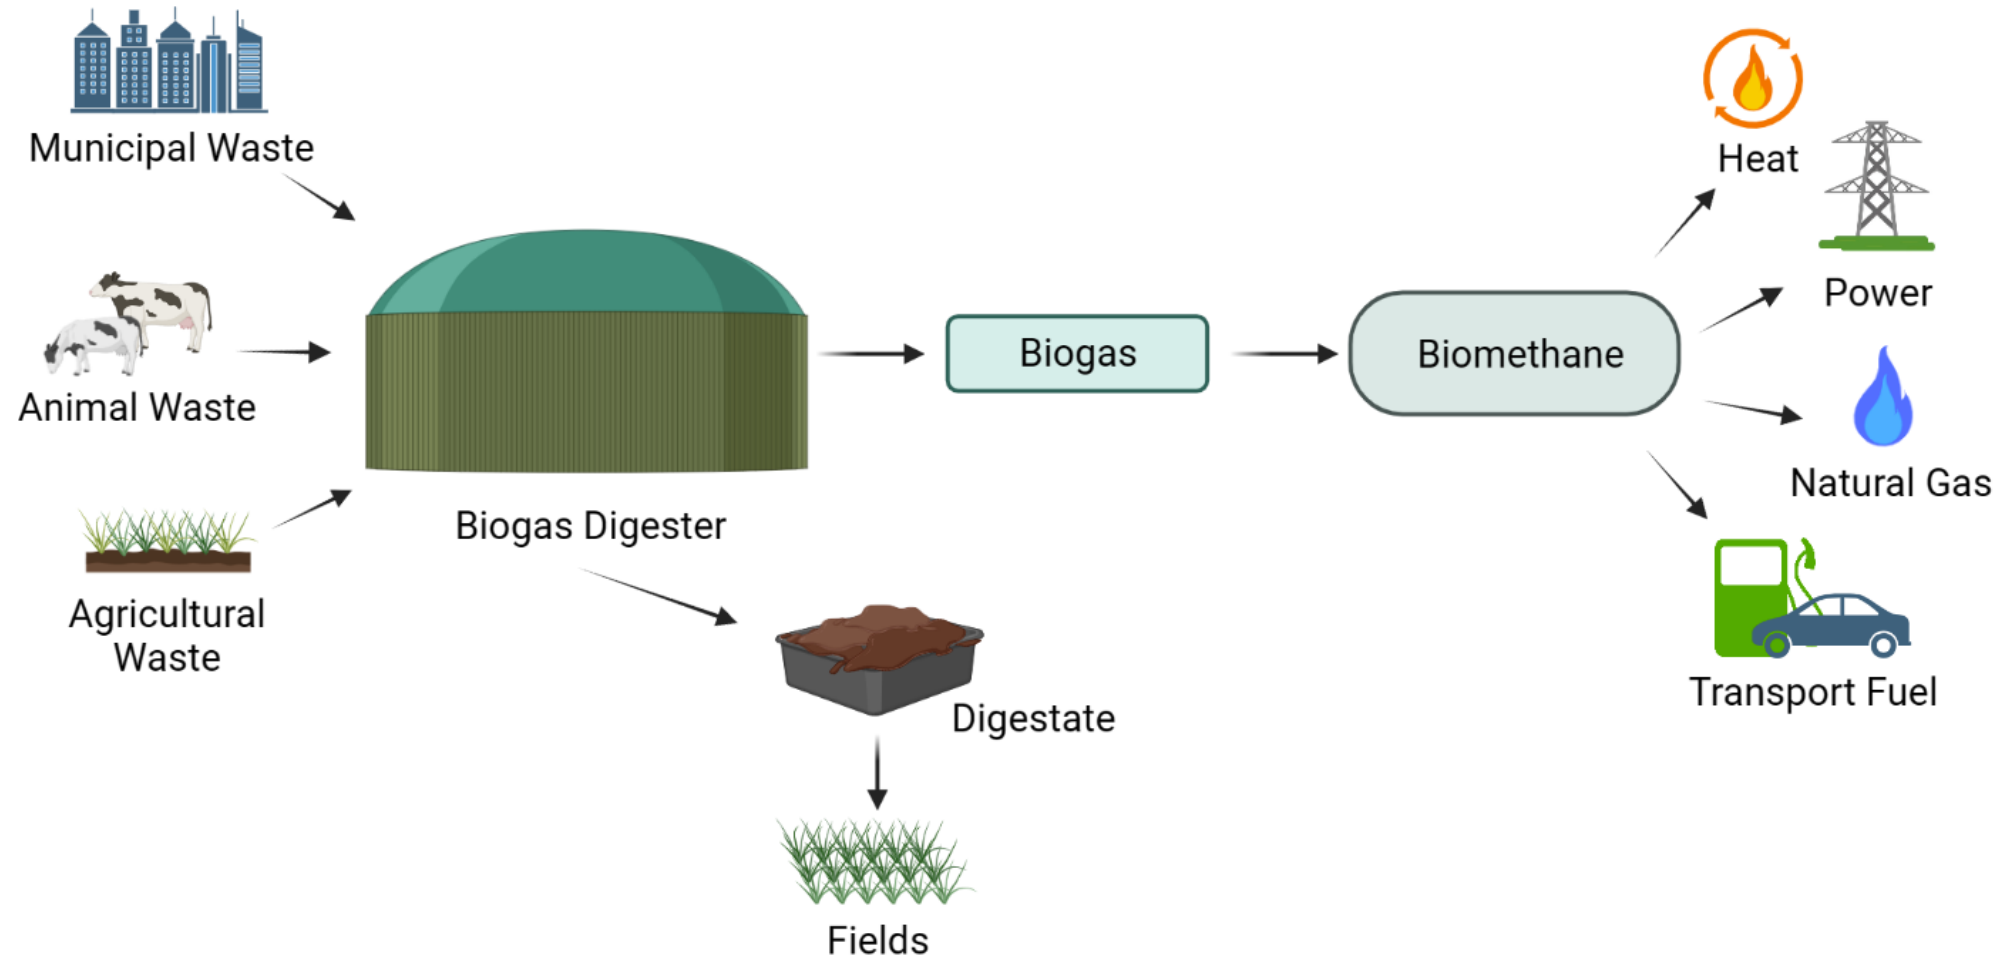 Municipal Waste
Animal Waste
Agricultural
Waste
Biogas Digester
Biogas
Biomethane
Heat
Power
Natural Gas
Transport Fuel
Digestate
Fields